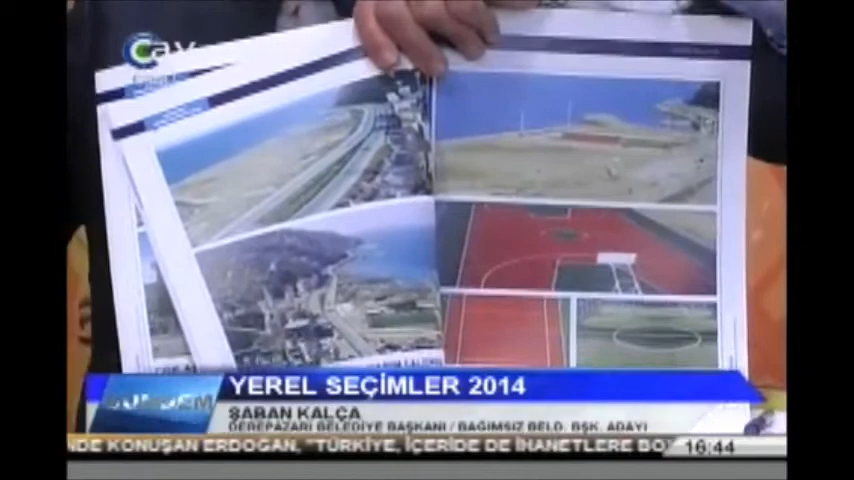 Çay
YEREL SEÇİMLER 2014
GÜNDEM
ŞABAN KALÇA
DEREPAZARI BELEDİYE BAŞKANI / BAĞIMSIZ BELD. BŞK. ADAYI
NDE KONUŞAN ERDOĞAN, "TÜRKİYE, İÇERİDE DE İHANETLERE BO
16:44